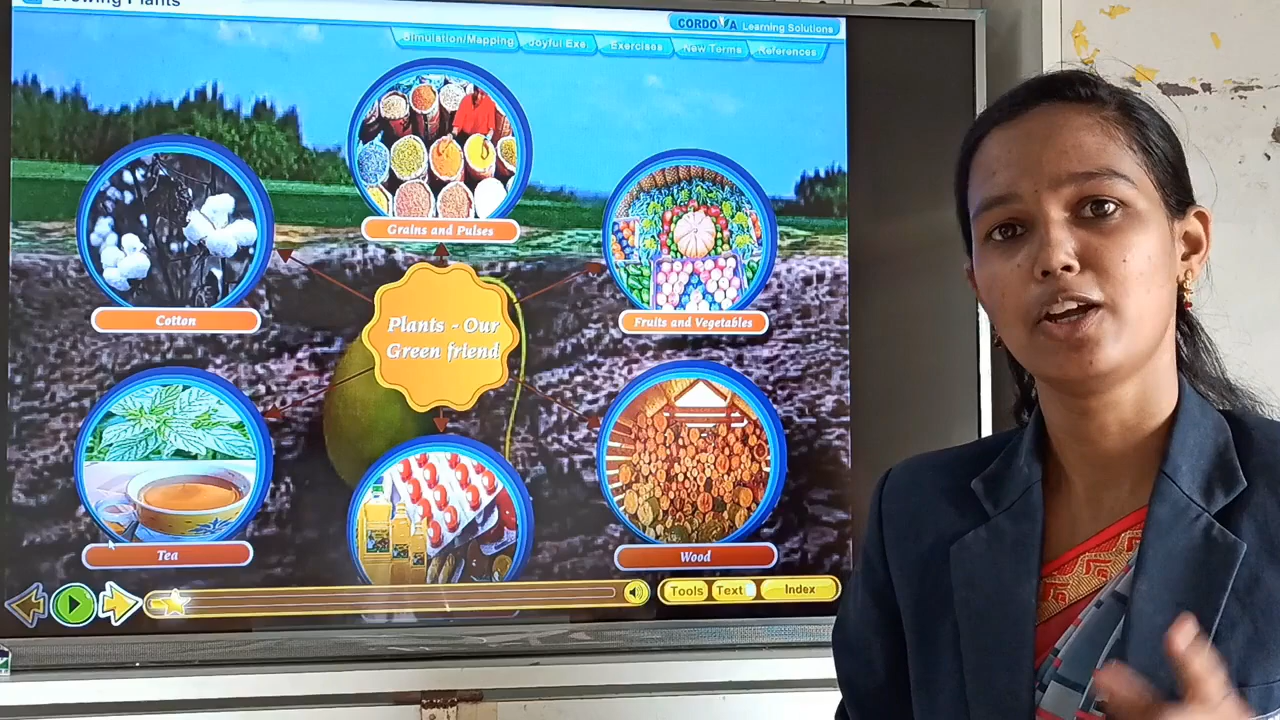 Growing Plants
CORDOVA Learning Solutions
Simulation/Mapping
Joyful Exe.
Exercises
New Terms
References
Grains and Pulses
Cotton
Fruits and Vegetables
Plants - Our
Green friend
Tea
Wood
Tools
Text
Index